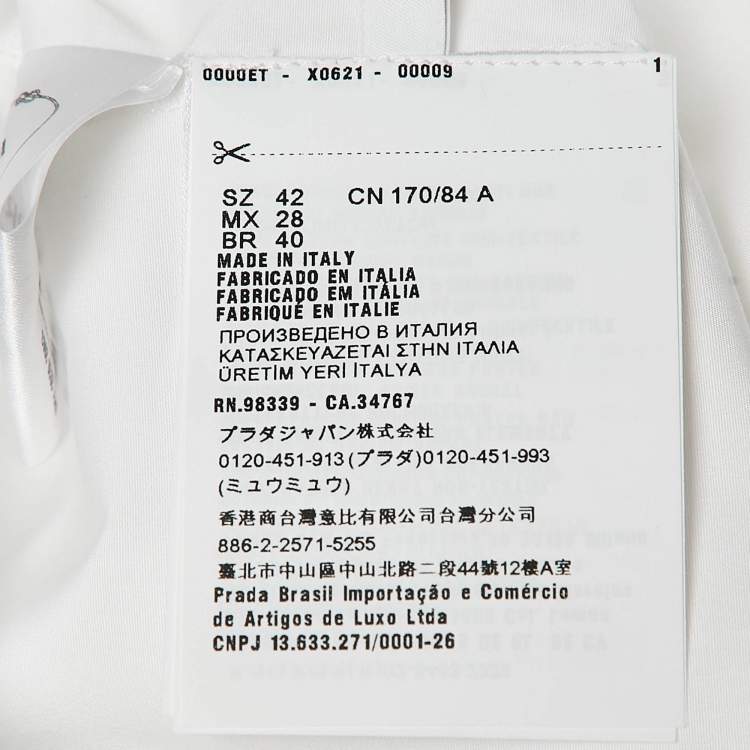 0000ET - X0621 - 00009 1
SZ 42 CN 170/84 A
MX 28
BR 40
MADE IN ITALY
FABRICADO EN ITALIA
FABRICADO EM ITÁLIA
FABRIQUÉ EN ITALIE
ПРОИЗВЕДЕНО В ИТАЛИЯ
ΚΑΤΑΣΚΕΥΑΖΕΤΑΙ ΣΤΗΝ ΙΤΑΛΙΑ
ÜRETİM YERİ İTALYA
RN.98339 - CA.34767
プラダジャパン株式会社
0120-451-913(プラダ)0120-451-993
(ミュウミュウ)
香港商台灣意比有限公司台灣分公司
886-2-2571-5255
臺北市中山區中山北路二段44號12樓A室
Prada Brasil Importação e Comércio
de Artigos de Luxo Ltda
CNPJ 13.633.271/0001-26